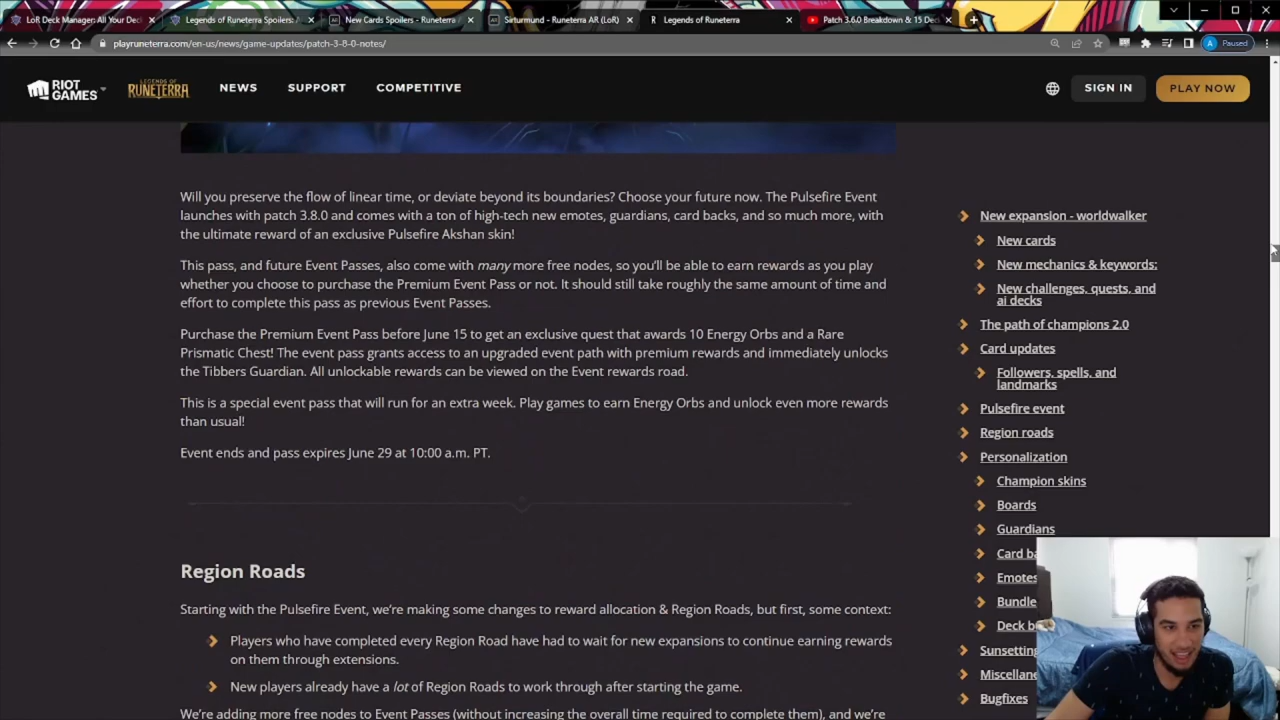 LoR Deck Manager: All Your Dec
Legends of Runeterra Spoilers:
New Cards Spoilers - Runeterra
Sirturmund - Runeterra AR (LoR)
Legends of Runeterra
Patch 3.6.0 Breakdown & 15 Dec
playruneterra.com/en-us/news/game-updates/patch-3-8-0-notes/
A Paused
RIOT GAMES
LEGENDS OF RUNETERRA
NEWS
SUPPORT
COMPETITIVE
SIGN IN
PLAY NOW
Will you preserve the flow of linear time, or deviate beyond its boundaries? Choose your future now. The Pulsefire Event
launches with patch 3.8.0 and comes with a ton of high-tech new emotes, guardians, card backs, and so much more, with
the ultimate reward of an exclusive Pulsefire Akshan skin!
This pass, and future Event Passes, also come with many more free nodes, so you'll be able to earn rewards as you play
whether you choose to purchase the Premium Event Pass or not. It should still take roughly the same amount of time and
effort to complete this pass as previous Event Passes.
Purchase the Premium Event Pass before June 15 to get an exclusive quest that awards 10 Energy Orbs and a Rare
Prismatic Chest! The event pass grants access to an upgraded event path with premium rewards and immediately unlocks
the Tibbers Guardian. All unlockable rewards can be viewed on the Event rewards road.
This is a special event pass that will run for an extra week. Play games to earn Energy Orbs and unlock even more rewards
than usual!
Event ends and pass expires June 29 at 10:00 a.m. PT.
Region Roads
Starting with the Pulsefire Event, we're making some changes to reward allocation & Region Roads, but first, some context:
Players who have completed every Region Road have had to wait for new expansions to continue earning rewards
on them through extensions.
New players already have a lot of Region Roads to work through after starting the game.
We're adding more free nodes to Event Passes (without increasing the overall time required to complete them), and we're
New expansion - worldwalker
New cards
New mechanics & keywords:
New challenges, quests, and
ai decks
The path of champions 2.0
Card updates
Followers, spells, and
landmarks
Pulsefire event
Region roads
Personalization
Champion skins
Boards
Guardians
Card ba
Emotes
Bundle
Deck b
Sunsetting
Miscellane
Bugfixes